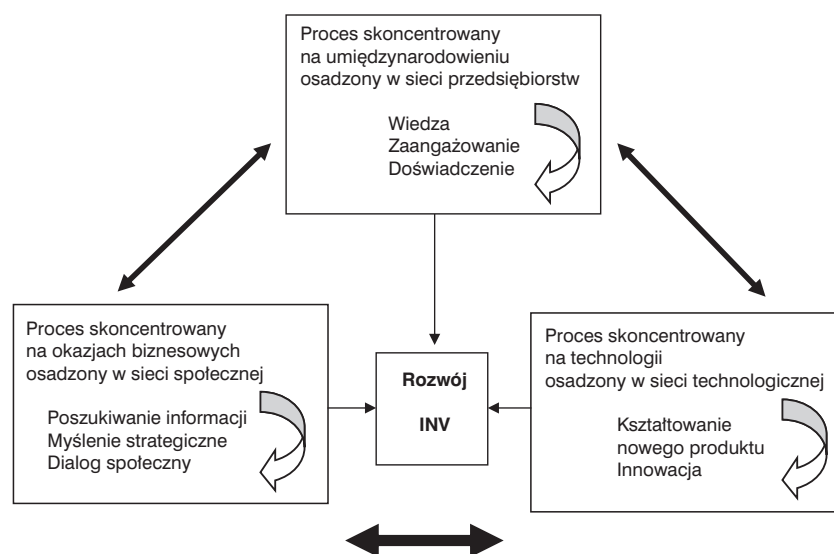 Proces skoncentrowany
na umiędzynarodowieniu
osadzony w sieci przedsiębiorstw
Wiedza
Zaangażowanie
Doświadczenie
Proces skoncentrowany
na okazjach biznesowych
osadzony w sieci społecznej
Poszukiwanie informacji
Myślenie strategiczne
Dialog społeczny
Rozwój
INV
Proces skoncentrowany
na technologii
osadzony w sieci technologicznej
Kształtowanie
nowego produktu
Innowacja